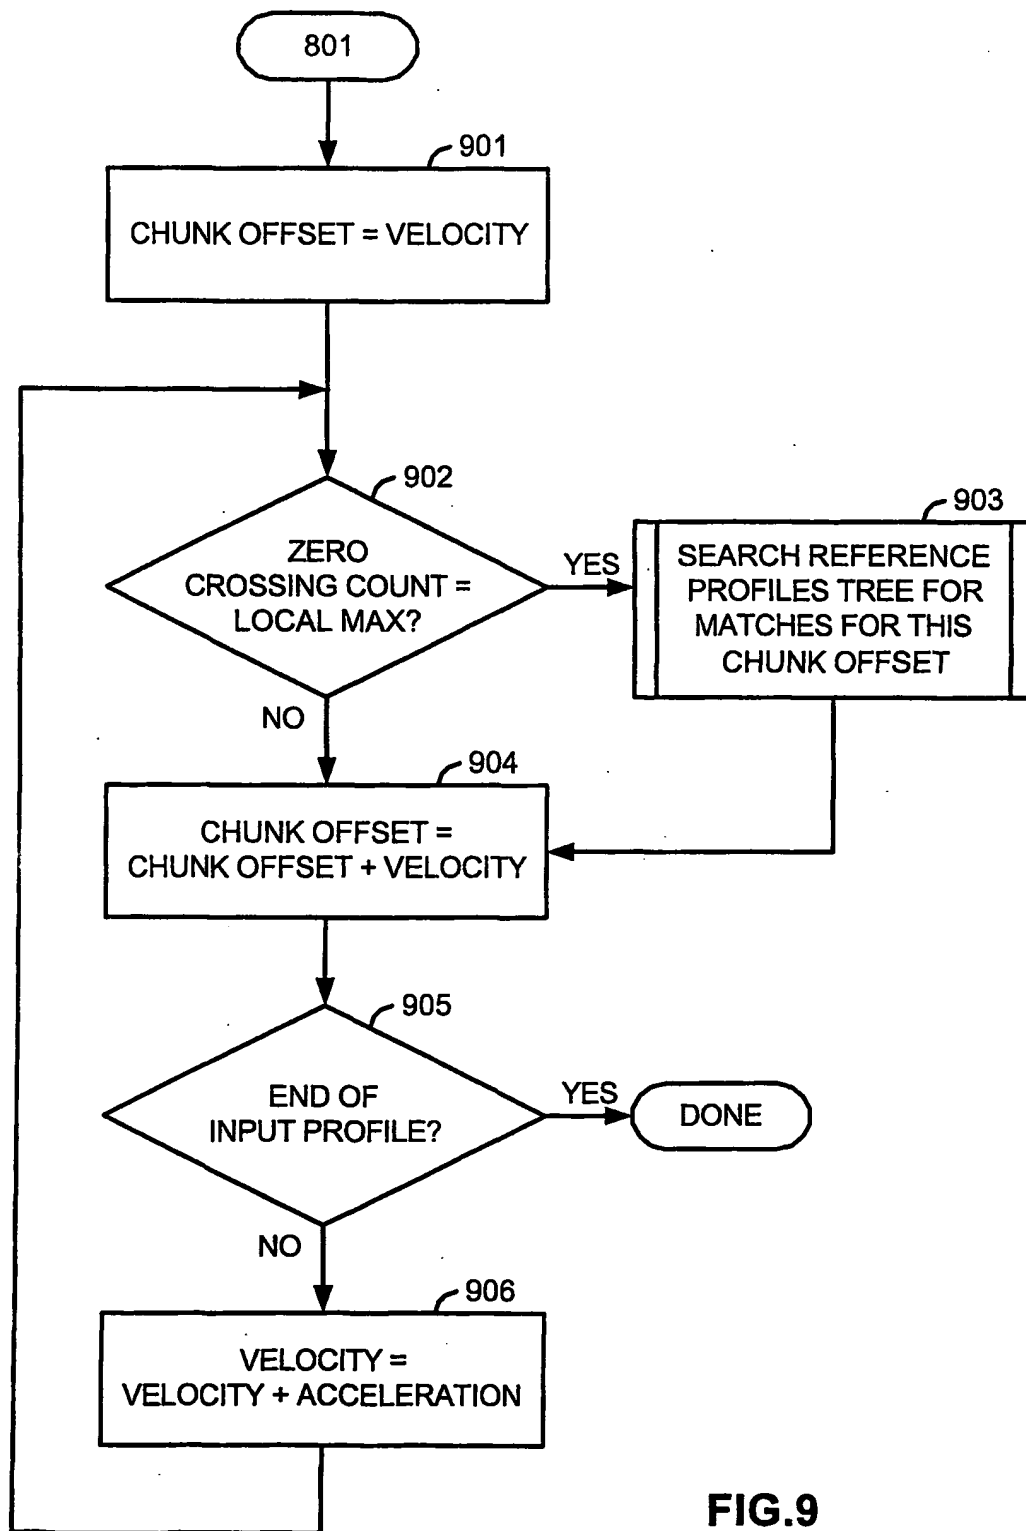 801
901
CHUNK OFFSET = VELOCITY
902
ZERO
CROSSING COUNT =
LOCAL MAX?
YES
903
SEARCH REFERENCE
PROFILES TREE FOR
MATCHES FOR THIS
CHUNK OFFSET
NO
904
CHUNK OFFSET =
CHUNK OFFSET + VELOCITY
905
END OF
INPUT PROFILE?
YES
DONE
NO
906
VELOCITY =
VELOCITY + ACCELERATION
FIG.9